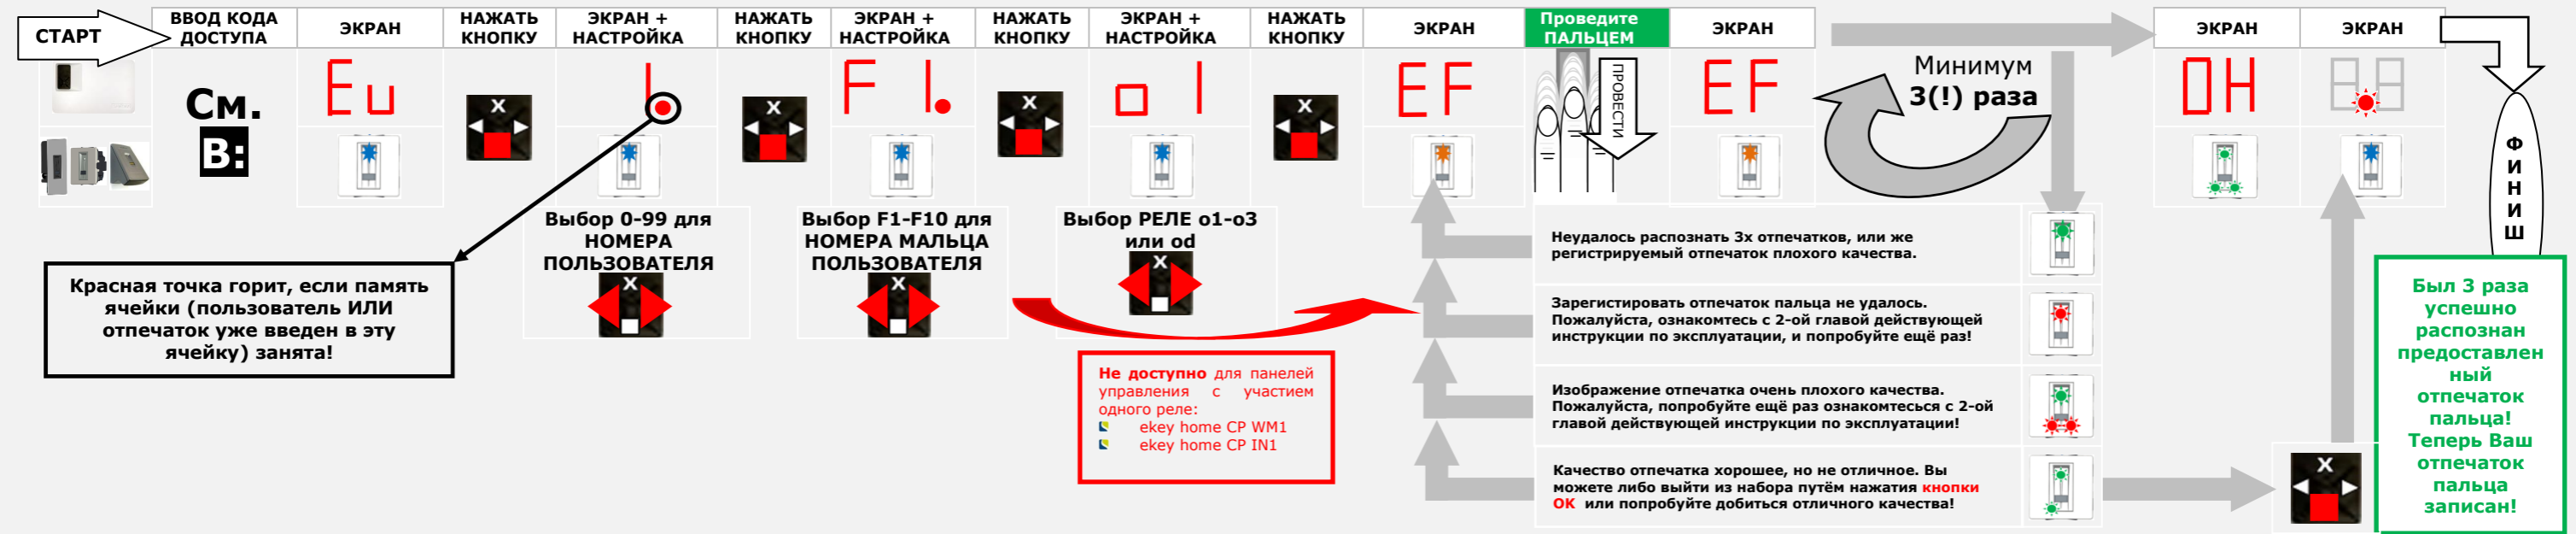 СТАРТ
ВВОД КОДА
ДОСТУПА
ЭКРАН
НАЖАТЬ
КНОПКУ
ЭКРАН +
НАСТРОЙКА
НАЖАТЬ
КНОПКУ
ЭКРАН +
НАСТРОЙКА
НАЖАТЬ
КНОПКУ
ЭКРАН +
НАСТРОЙКА
НАЖАТЬ
КНОПКУ
ЭКРАН
Проведите
ПАЛЬЦЕМ
ЭКРАН
ЭКРАН
ЭКРАН
См.
В:
Eu
X
1.
X
F1.
X
o1
X
EF
ПРОВЕСТИ
EF
Минимум
3(!) раза
OH
ФИНИШ
Выбор 0-99 для
НОМЕРА
ПОЛЬЗОВАТЕЛЯ
X
Выбор F1-F10 для
НОМЕРА МАЛЬЦА
ПОЛЬЗОВАТЕЛЯ
X
Выбор РЕЛЕ о1-о3
или od
X
Красная точка горит, если память
ячейки (пользователь ИЛИ
отпечаток уже введен в эту
ячейку) занята!
Не доступно для панелей
управления с участием
одного реле:
ekey home CP WM1
ekey home CP IN1
Неудалось распознать 3х отпечатков, или же
регистрируемый отпечаток плохого качества.
Зарегистировать отпечаток пальца не удалось.
Пожалуйста, ознакомтесь с 2-ой главой действующей
инструкции по эксплуатации, и попробуйте ещё раз!
Изображение отпечатка очень плохого качества.
Пожалуйста, попробуйте ещё раз ознакомтесься с 2-ой
главой действующей инструкции по эксплуатации!
Качество отпечатка хорошее, но не отличное. Вы
можете либо выйти из набора путём нажатия кнопки
ОК или попробуйте добиться отличного качества!
X
Был 3 раза
успешно
распознан
предоставлен
ный
отпечаток
пальца!
Теперь Ваш
отпечаток
пальца
записан!